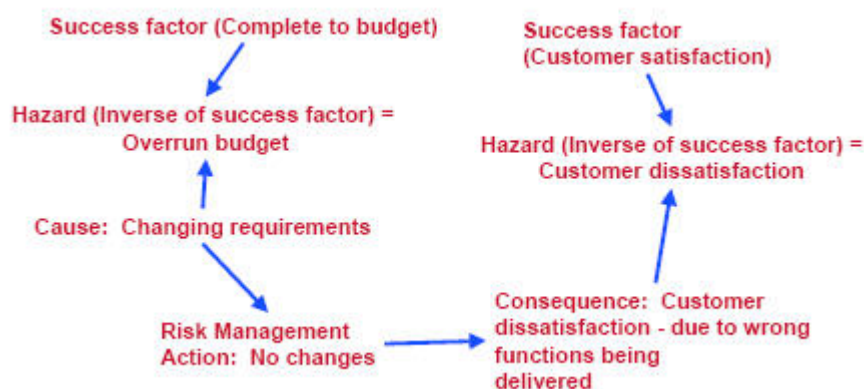 Success factor (Complete to budget)
Success factor
(Customer satisfaction)
Hazard (Inverse of success factor) =
Overrun budget
Hazard (Inverse of success factor) =
Customer dissatisfaction
Cause: Changing requirements
Risk Management
Action: No changes
Consequence: Customer
dissatisfaction - due to wrong
functions being
delivered